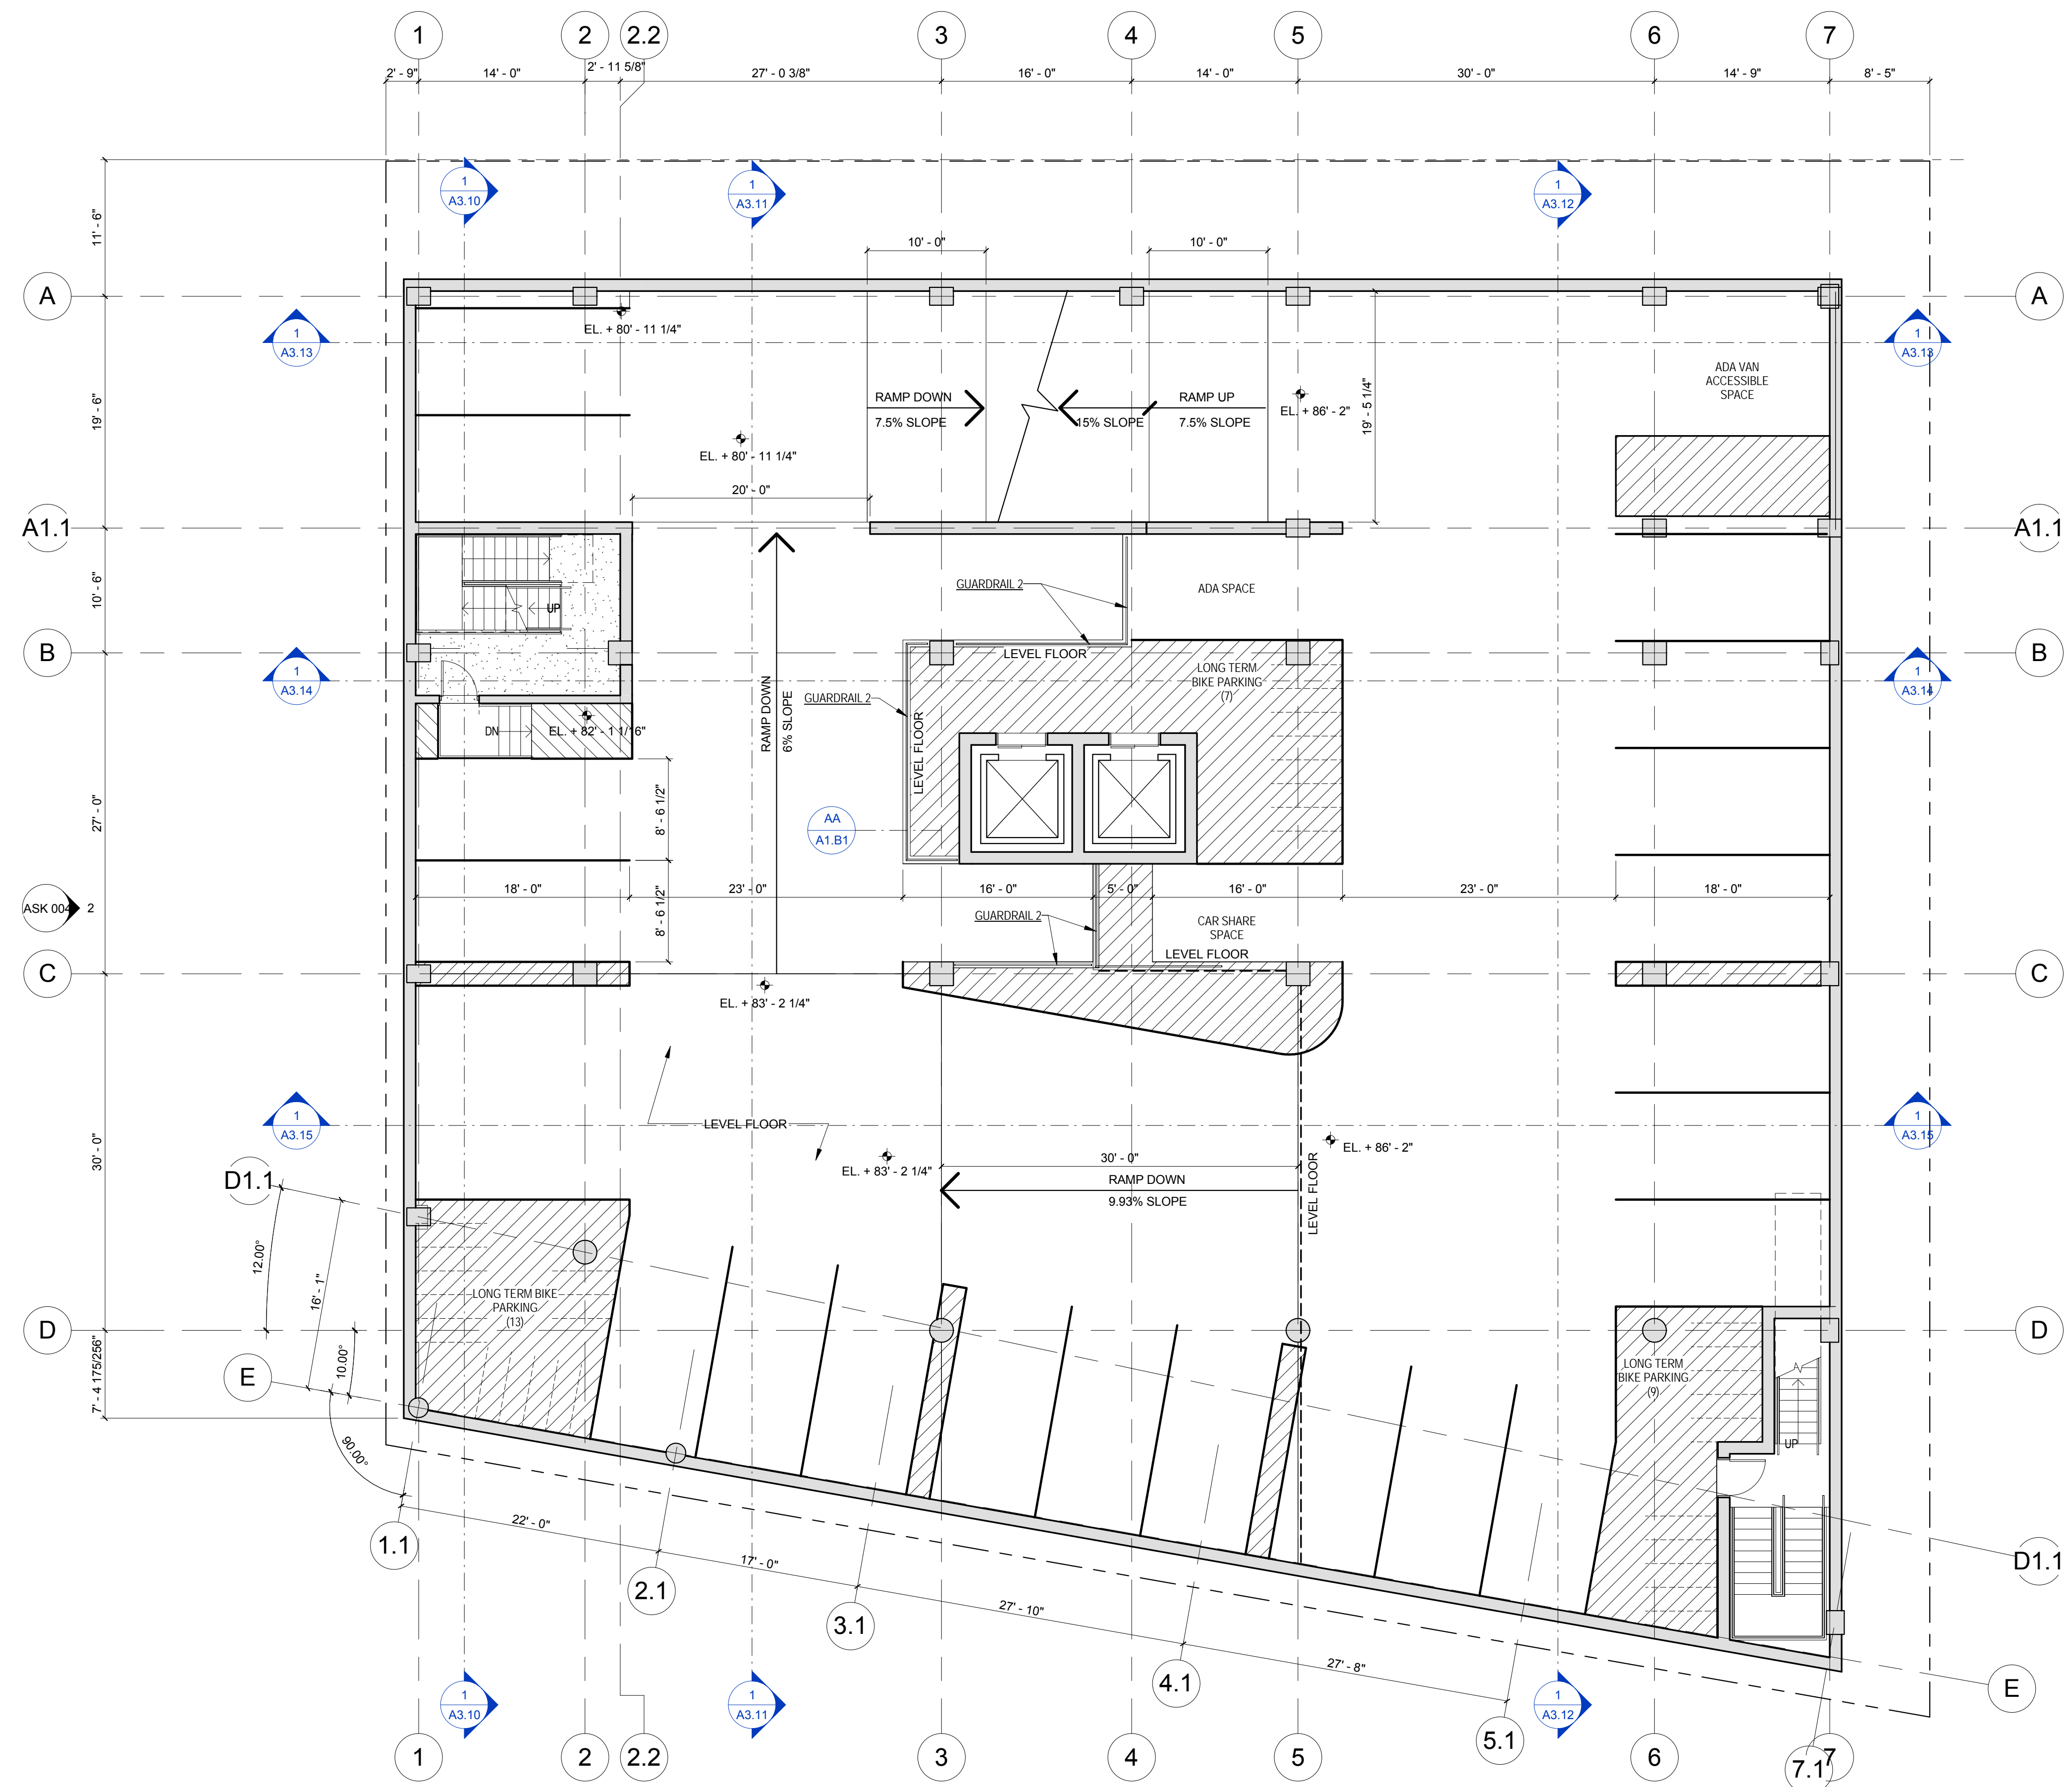 1
2
2.2
3
4
5
6
7
2' - 9"
14' - 0"
2' - 11 5/8"
27' - 0 3/8"
16' - 0"
14' - 0"
30' - 0"
14' - 9"
8' - 5"
1
A3.10
1
A3.11
1
A3.12
11' - 6"
10' - 0"
10' - 0"
A
A
1
A3.13
EL. + 80' - 11 1/4"
1
A3.13
ADA VAN
ACCESSIBLE
SPACE
19' - 6"
RAMP DOWN
7.5% SLOPE
15% SLOPE
RAMP UP
7.5% SLOPE
EL. + 86' - 2"
19' - 5 1/4"
EL. + 80' - 11 1/4"
20' - 0"
A1.1
A1.1
10' - 6"
UP
GUARDRAIL 2
ADA SPACE
B
B
LEVEL FLOOR
LONG TERM
BIKE PARKING
(7)
1
A3.14
1
A3.14
GUARDRAIL 2
RAMP DOWN
6% SLOPE
LEVEL FLOOR
DN
EL. + 82' - 1 1/16"
27' - 0"
8' - 6 1/2"
AA
A1.B1
18' - 0"
23' - 0"
16' - 0"
5' - 0"
16' - 0"
23' - 0"
18' - 0"
ASK 004
2
8' - 6 1/2"
GUARDRAIL 2
CAR SHARE
SPACE
LEVEL FLOOR
C
C
EL. + 83' - 2 1/4"
1
A3.15
LEVEL FLOOR
1
A3.15
30' - 0"
EL. + 86' - 2"
30' - 0"
EL. + 83' - 2 1/4"
RAMP DOWN
9.93% SLOPE
LEVEL FLOOR
D1.1
12.00°
16' - 1"
LONG TERM BIKE
PARKING
(13)
D
D
10.00°
7' - 4 175/256"
E
LONG TERM
BIKE PARKING
(9)
UP
90.00°
1.1
22' - 0"
2.1
17' - 0"
3.1
27' - 10"
4.1
27' - 8"
5.1
D1.1
E
7.1
1
A3.10
1
A3.11
1
A3.12
1
2
2.2
3
4
5
6
7